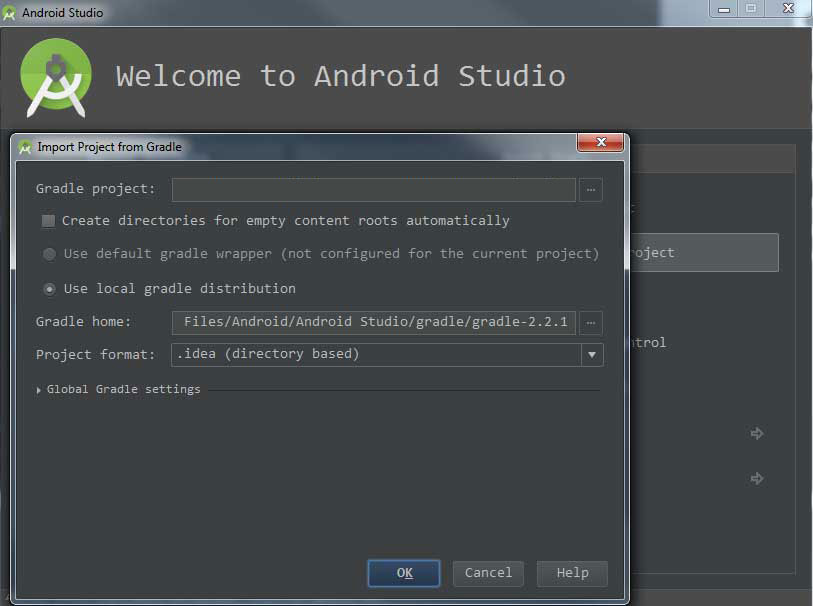 Android Studio
Welcome to Android Studio
Import Project from Gradle
Gradle project:
...
Create directories for empty content roots automatically
Use default gradle wrapper (not configured for the current project)
oject
Use local gradle distribution
Gradle home: Files/Android/Android Studio/gradle/gradle-2.2.1 ...
ntrol
Project format: .idea (directory based)
Global Gradle settings
OK Cancel Help